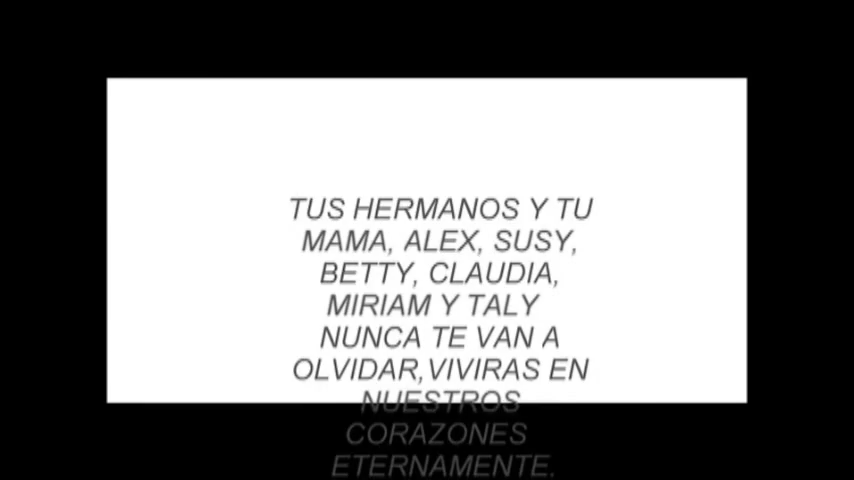 TUS HERMANOS Y TU
MAMA, ALEX, SUSY,
BETTY, CLAUDIA,
MIRIAM Y TALY
NUNCA TE VAN A
OLVIDAR,VIVIRAS EN
NUESTROS
CORAZONES
ETERNAMENTE.